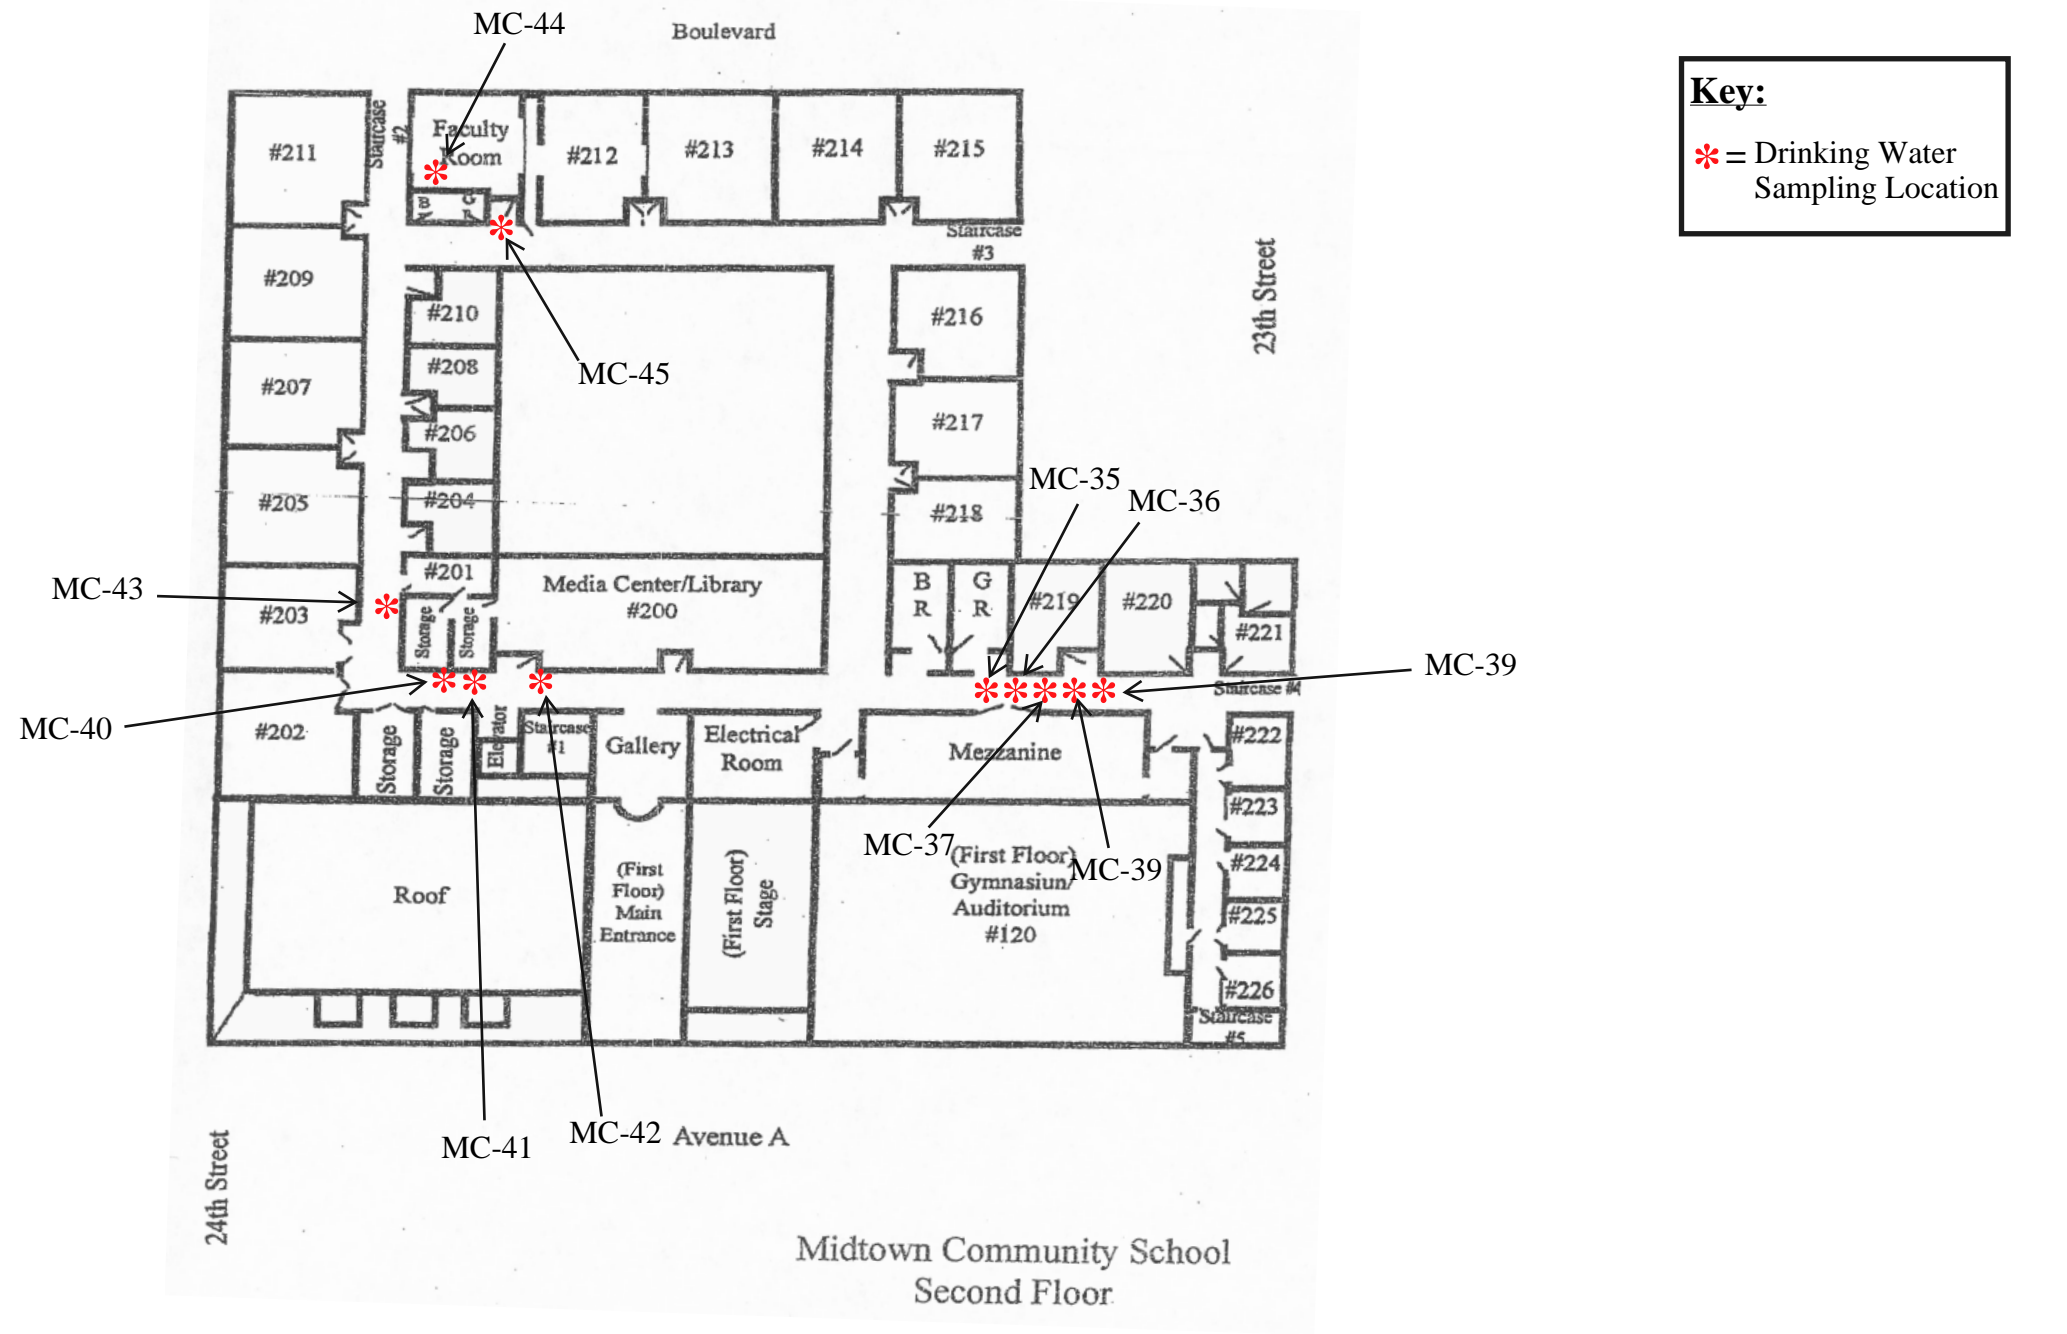 MC-44
Boulevard
Key:
* = Drinking Water
Sampling Location
#211
Staircase
#2
Faculty
Room
#212
#213
#214
#215
Staircase
#3
23th Street
#209
#210
MC-45
#216
#207
#208
#206
#217
MC-35
MC-36
#205
#204
#218
MC-43
#203
#201
Storage
Storage
Media Center/Library
#200
B
R
G
R
#219
#220
#221
MC-39
Staircase #4
MC-40
#202
Storage
Storage
Elevator
Staircase
#1
Gallery
Electrical
Room
Mezzanine
#222
#223
MC-37
MC-39
#224
Roof
(First
Floor)
Main
Entrance
(First Floor)
Stage
(First Floor)
Gymnasiun/
Auditorium
#120
#225
#226
Staircase
#5
MC-41
MC-42
Avenue A
24th Street
Midtown Community School
Second Floor